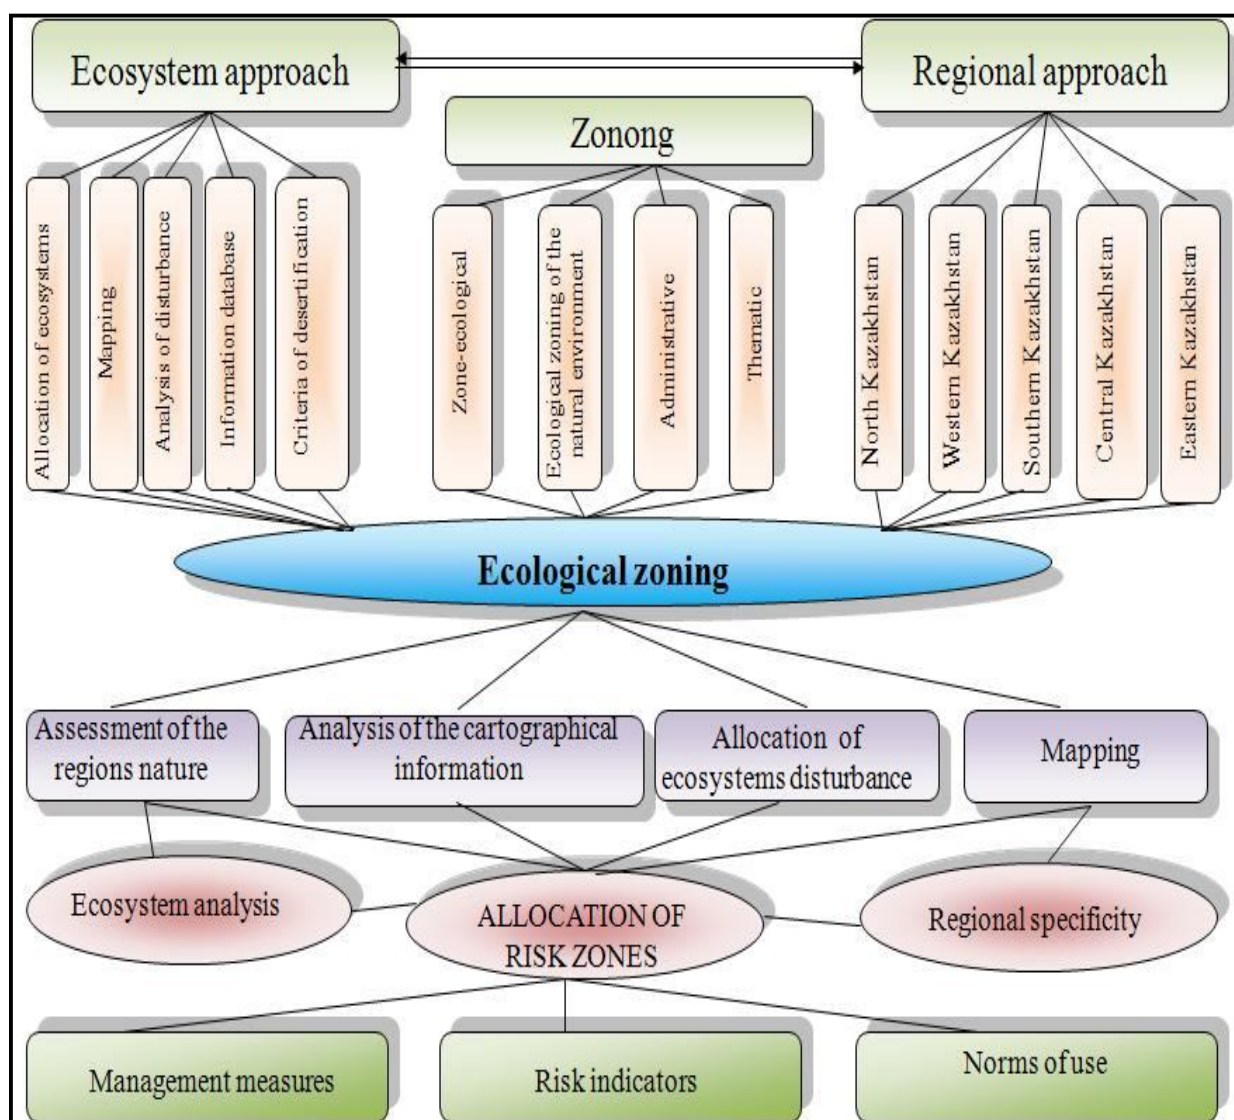 Ecosystem approach
Regional approach
Zonong
Allocation of ecosystems
Mapping
Analysis of disturbance
Information database
Criteria of desertification
Zone-ecological
Ecological zoning of the
natural environment
Administrative
Thematic
North Kazakhstan
Western Kazakhstan
Southern Kazakhstan
Central Kazakhstan
Eastern Kazakhstan
Ecological zoning
Assessment of the
regions nature
Analysis of the cartographical
information
Allocation of
ecosystems disturbance
Mapping
Ecosystem analysis
ALLOCATION OF
RISK ZONES
Regional specificity
Management measures
Risk indicators
Norms of use